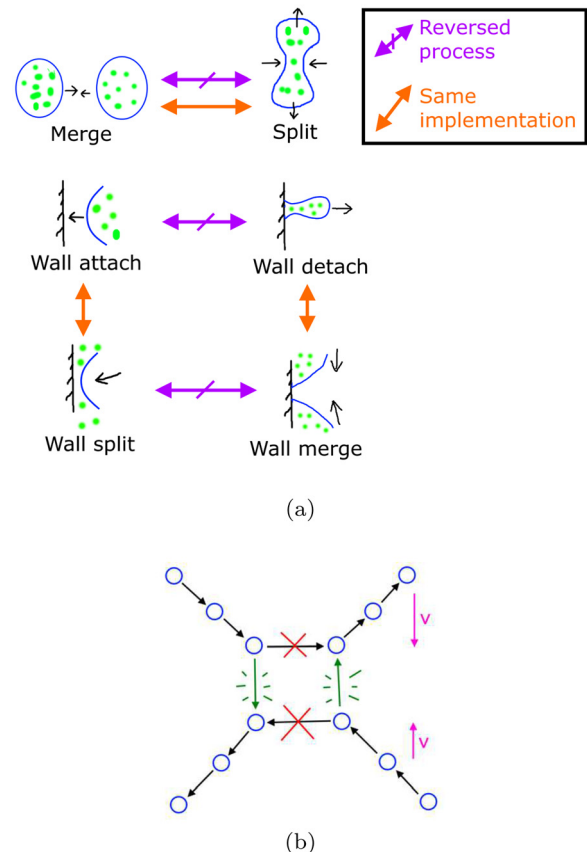 Reversed
process
Same
implementation
Merge
Split
Wall attach
Wall detach
Wall split
Wall merge
(a)
v
v
(b)